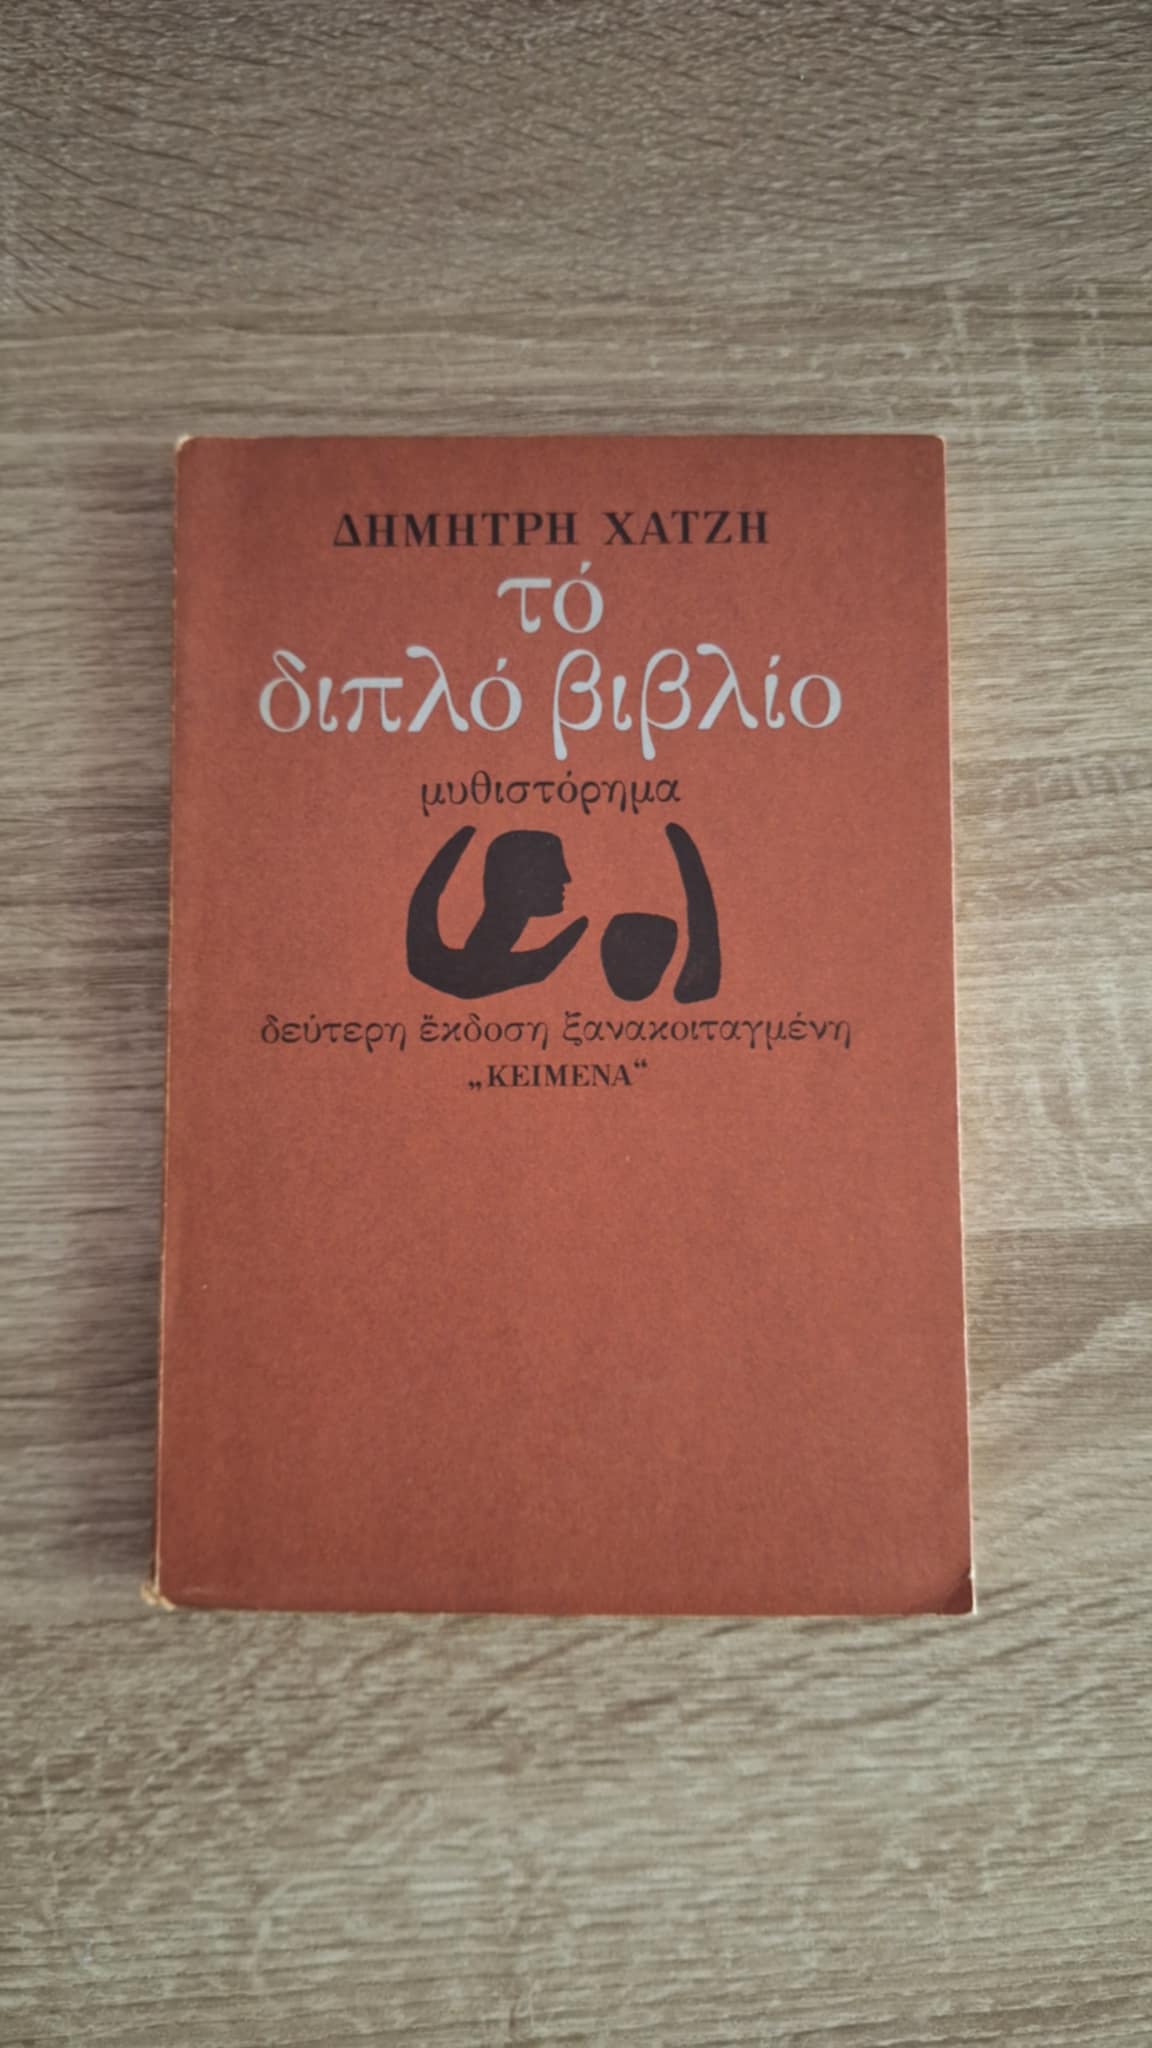 ΔΗΜΗΤΡΗ ΧΑΤΖΗ
τό
διπλό βιβλίο
μυθιστόρημα
δεύτερη ἔκδοση ξανακοιταγμένη
„ΚΕΙΜΕΝΑ“